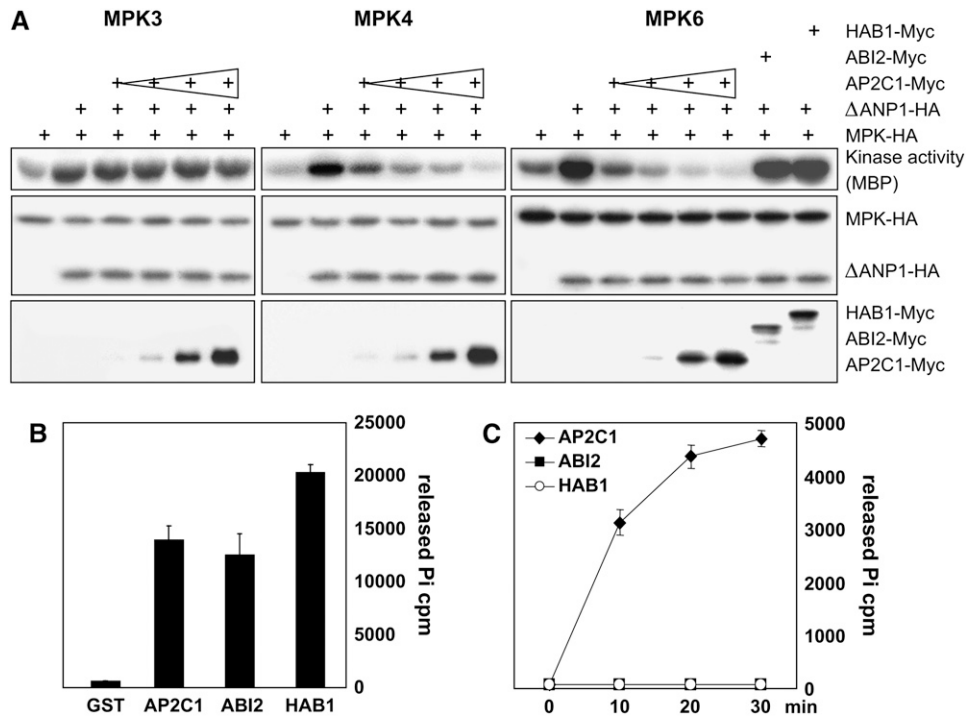 A
MPK3 MPK4 MPK6
+ HAB1-Myc
+ ABI2-Myc
+ + + + + + + + + + + + AP2C1-Myc
+ + + + + + + + + + + + + + + + + ΔANP1-HA
+ + + + + + + + + + + + + + + + + + + + MPK-HA
Kinase activity
(MBP)
MPK-HA
ΔANP1-HA
HAB1-Myc
ABI2-Myc
AP2C1-Myc
B
25000
20000
15000
10000
5000
0
released Pi cpm
GST AP2C1 ABI2 HAB1
C
AP2C1
ABI2
HAB1
5000
4000
3000
2000
1000
0
released Pi cpm
0 10 20 30 min